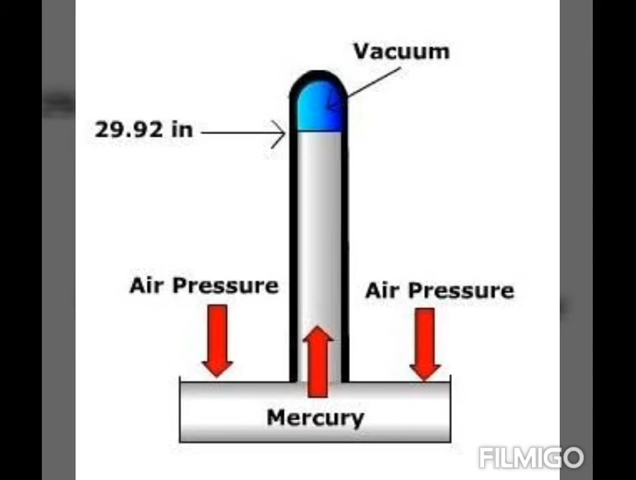 Vacuum
29.92 in
Air Pressure
Air Pressure
Mercury
FILMIGO